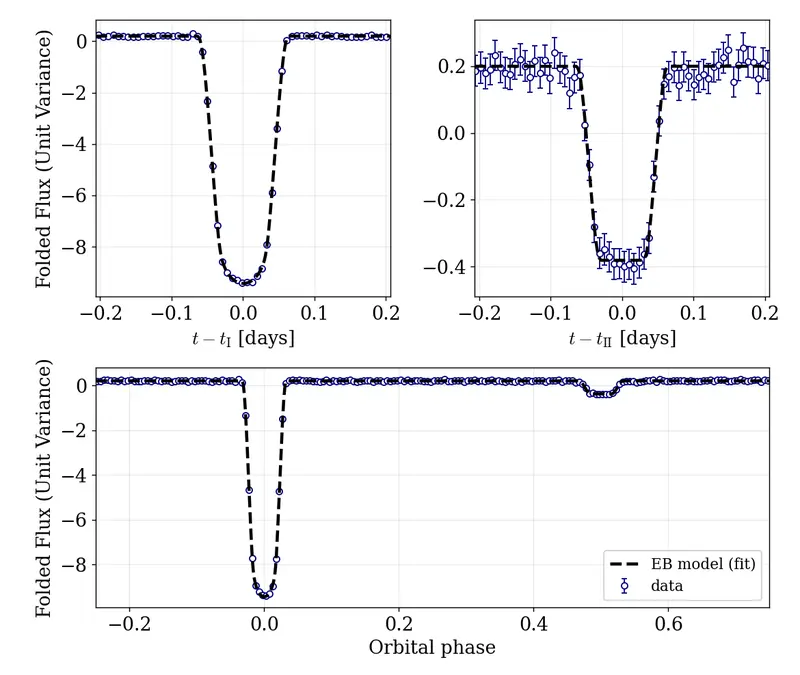 Folded Flux (Unit Variance)
0
−2
−4
−6
−8
−0.2 −0.1 0.0 0.1 0.2
t − tI [days]
0.2
0.0
−0.2
−0.4
−0.2 −0.1 0.0 0.1 0.2
t − tII [days]
Folded Flux (Unit Variance)
0
−2
−4
−6
−8
EB model (fit)
data
−0.2 0.0 0.2 0.4 0.6
Orbital phase